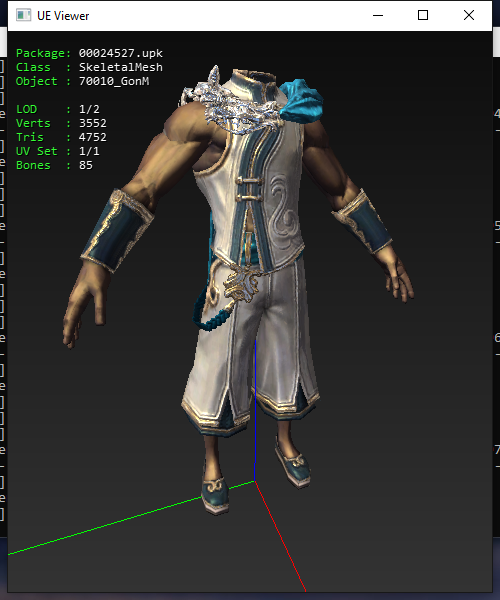 UE Viewer
Package: 00024527.upk
Class : SkeletalMesh
Object : 70010_GonM
LOD : 1/2
Verts : 3552
Tris : 4752
UV Set : 1/1
Bones : 85